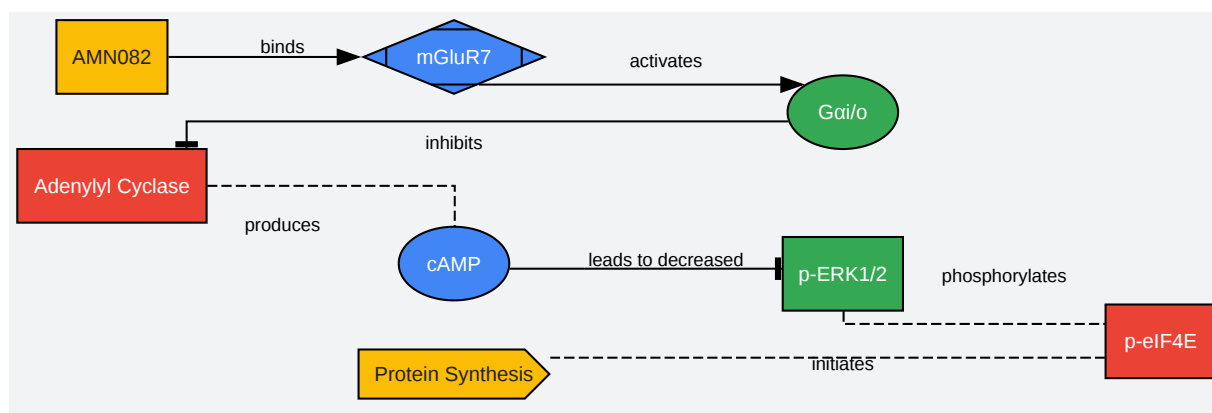 AMN082
binds
mGluR7
activates
Gαi/o
inhibits
Adenylyl Cyclase
produces
cAMP
leads to decreased
p-ERK1/2
phosphorylates
p-eIF4E
initiates
Protein Synthesis